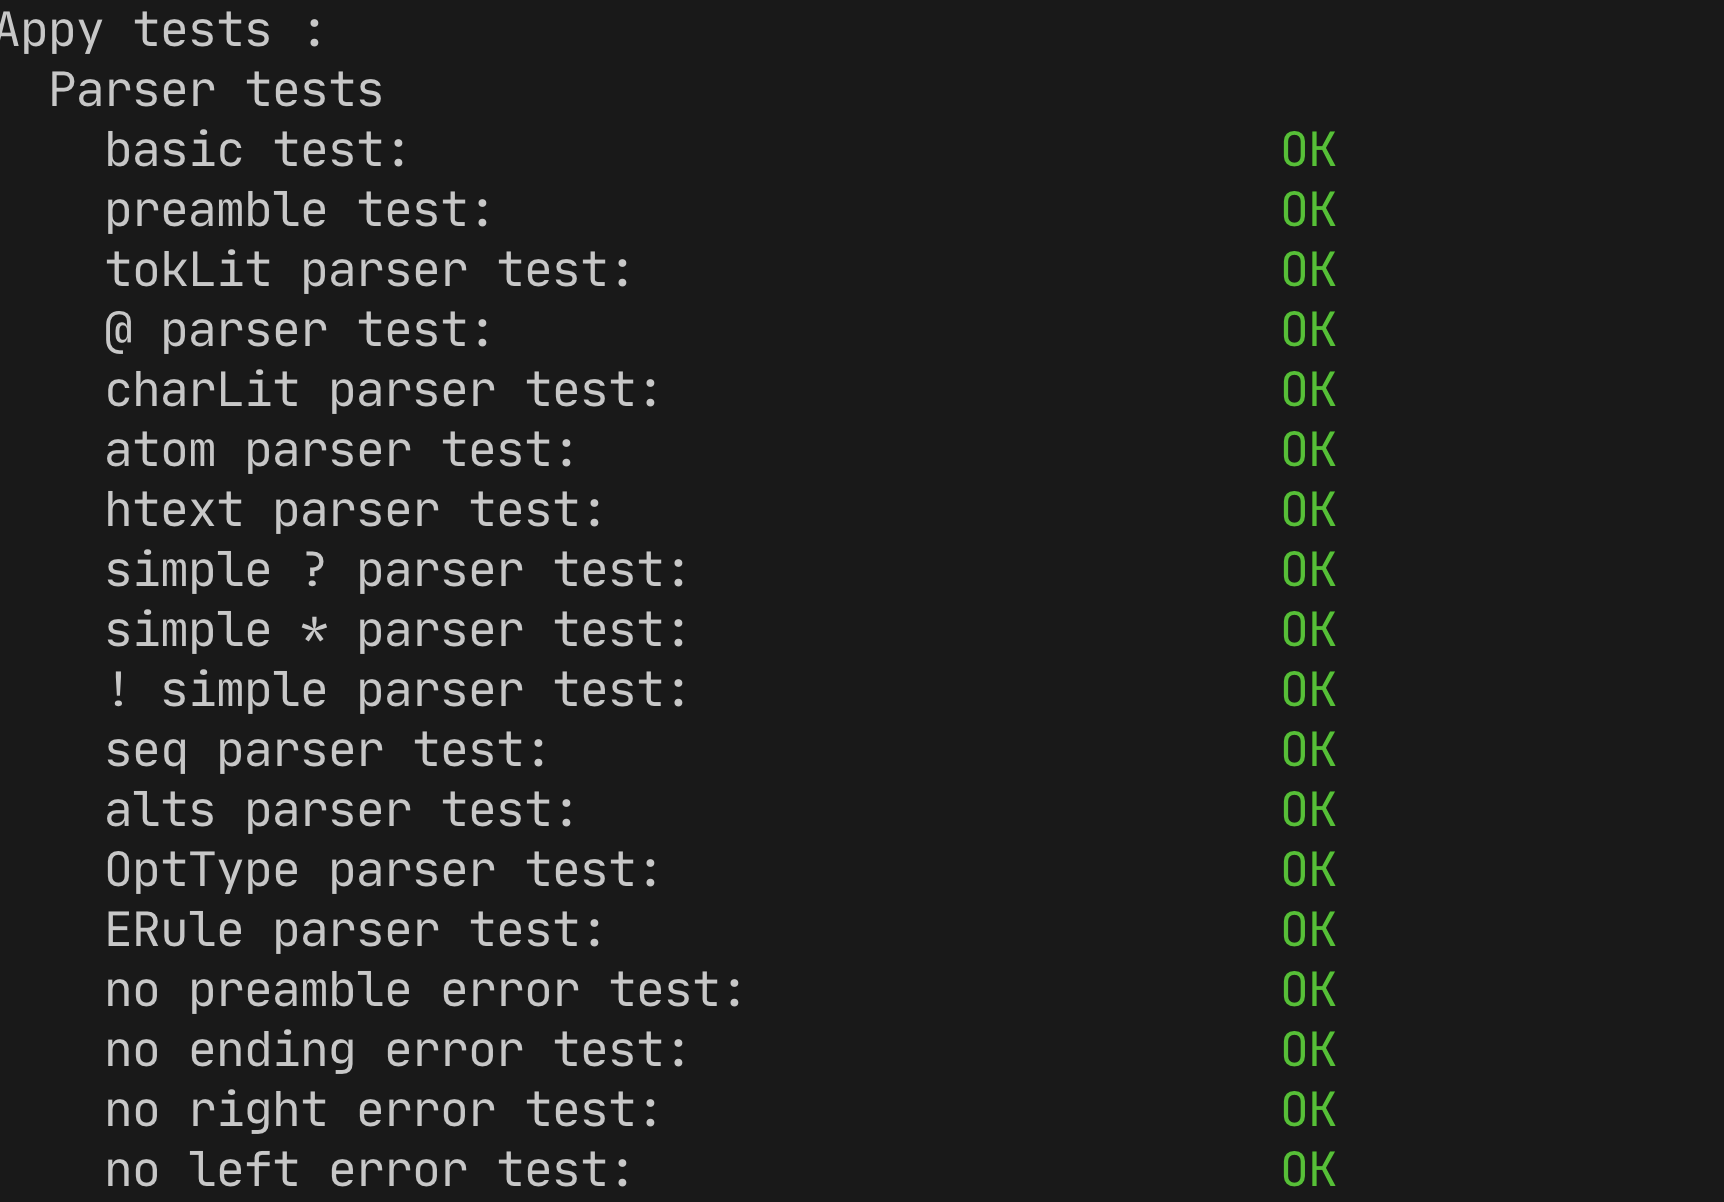 Appy tests :
Parser tests
basic test: OK
preamble test: OK
tokLit parser test: OK
@ parser test: OK
charLit parser test: OK
atom parser test: OK
htext parser test: OK
simple ? parser test: OK
simple * parser test: OK
! simple parser test: OK
seq parser test: OK
alts parser test: OK
OptType parser test: OK
ERule parser test: OK
no preamble error test: OK
no ending error test: OK
no right error test: OK
no left error test: OK